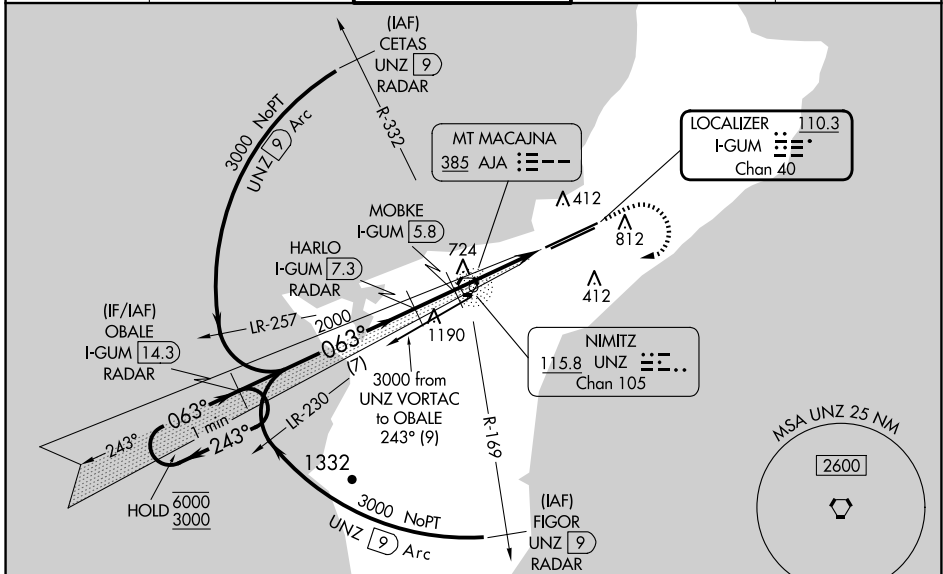 (IAF)
CETAS
UNZ 9
RADAR
3000 NoPT
UNZ 9 Arc
R-332
MT MACAJNA
385 AJA
LOCALIZER 110.3
I-GUM
Chan 40
412
812
412
MOBKE
I-GUM 5.8
724
HARLO
I-GUM 7.3
RADAR
1190
(IF/IAF)
OBALE
I-GUM 14.3
RADAR
LR-257
2000
063°
(7)
NIMITZ
115.8 UNZ
Chan 105
3000 from
UNZ VORTAC
to OBALE
243° (9)
LR-230
R-169
063°
1 min
243°
243°
HOLD 6000
3000
1332
3000 NoPT
UNZ 9 Arc
(IAF)
FIGOR
UNZ 9
RADAR
MSA UNZ 25 NM
2600